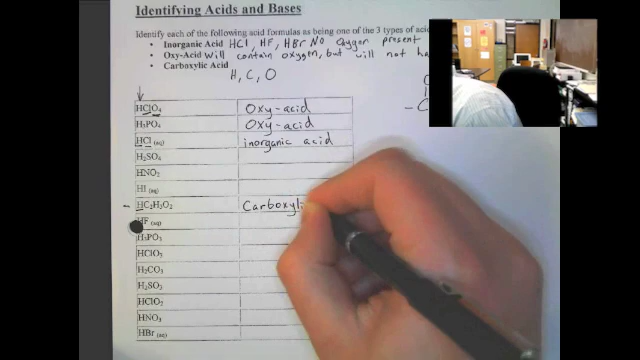 Identifying Acids and Bases
Identify each of the following acid formulas as being one of the 3 types of acid
• Inorganic Acid HCl, HF, HBr No Oxygen present
• Oxy-Acid Will contain oxygen, but will not ha
• Carboxylic Acid
H, C, O
HClO4 Oxy-acid
H3PO4 Oxy-acid
HCl (aq) inorganic acid
H2SO4
HNO2
HI (aq)
HC2H3O2 Carboxyli
HF (aq)
H3PO3
HClO3
H2CO3
H2SO3
HClO2
HNO3
HBr (aq)